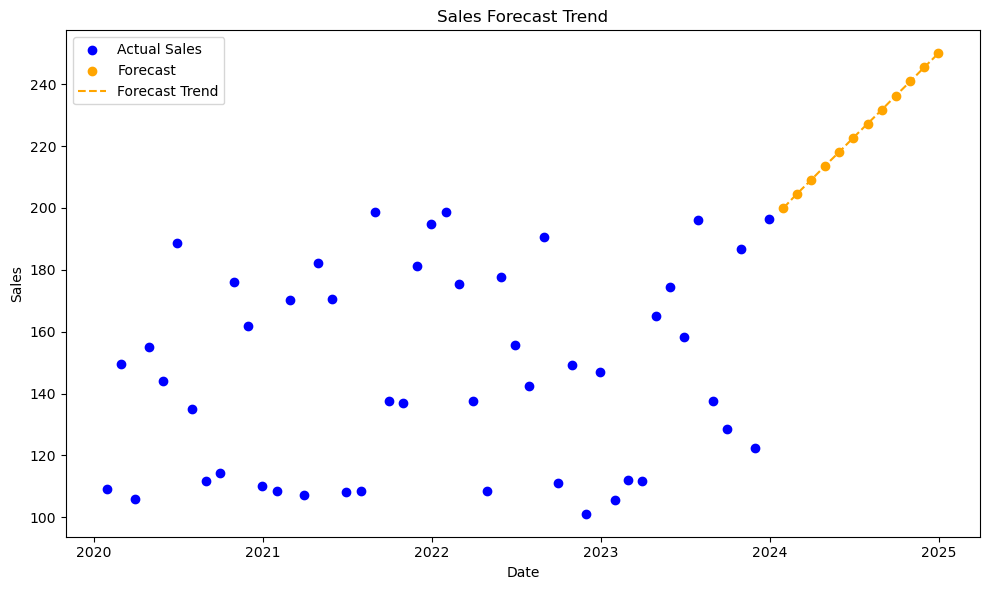 Sales Forecast Trend
Actual Sales
Forecast
Forecast Trend
240
220
200
180
160
140
120
100
Sales
2020 2021 2022 2023 2024 2025
Date